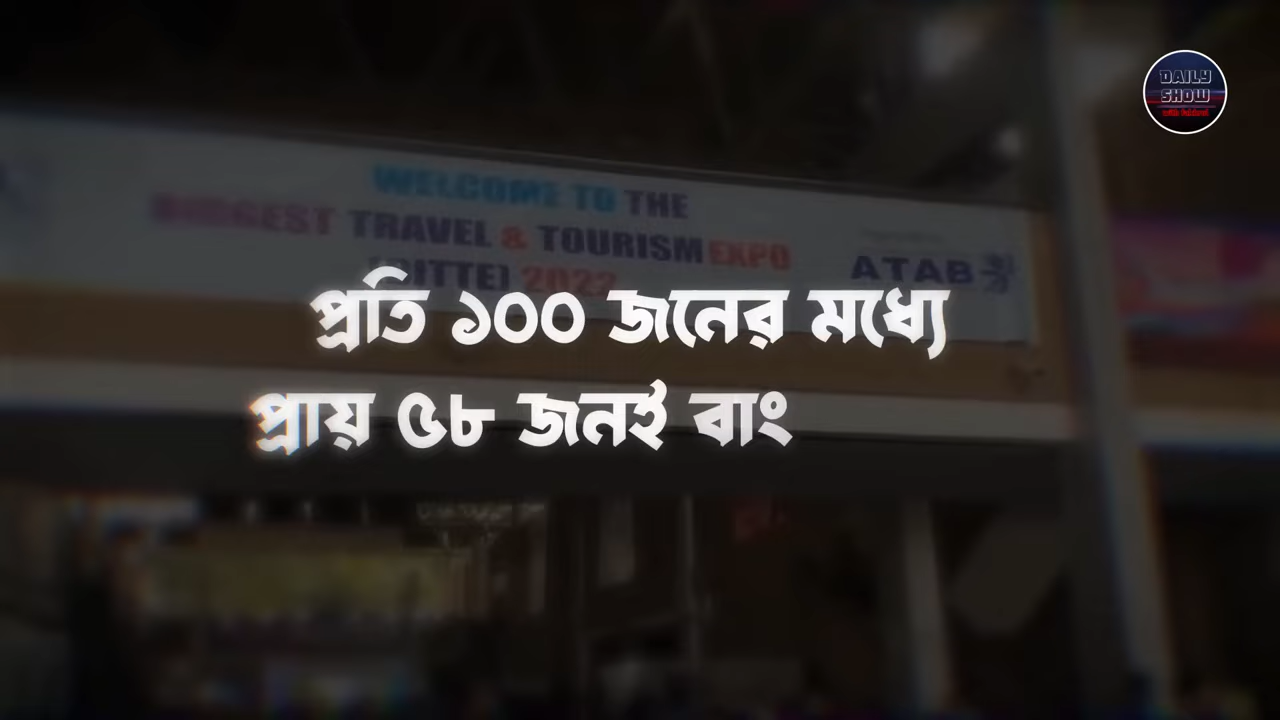 DAILY
SHOW
WELCOME TO THE
BIGGEST TRAVEL & TOURISM EXPO
(BITTE) 2022
ATAB
প্রতি ১০০ জনের মধ্যে
প্রায় ৫৮ জনই বাং